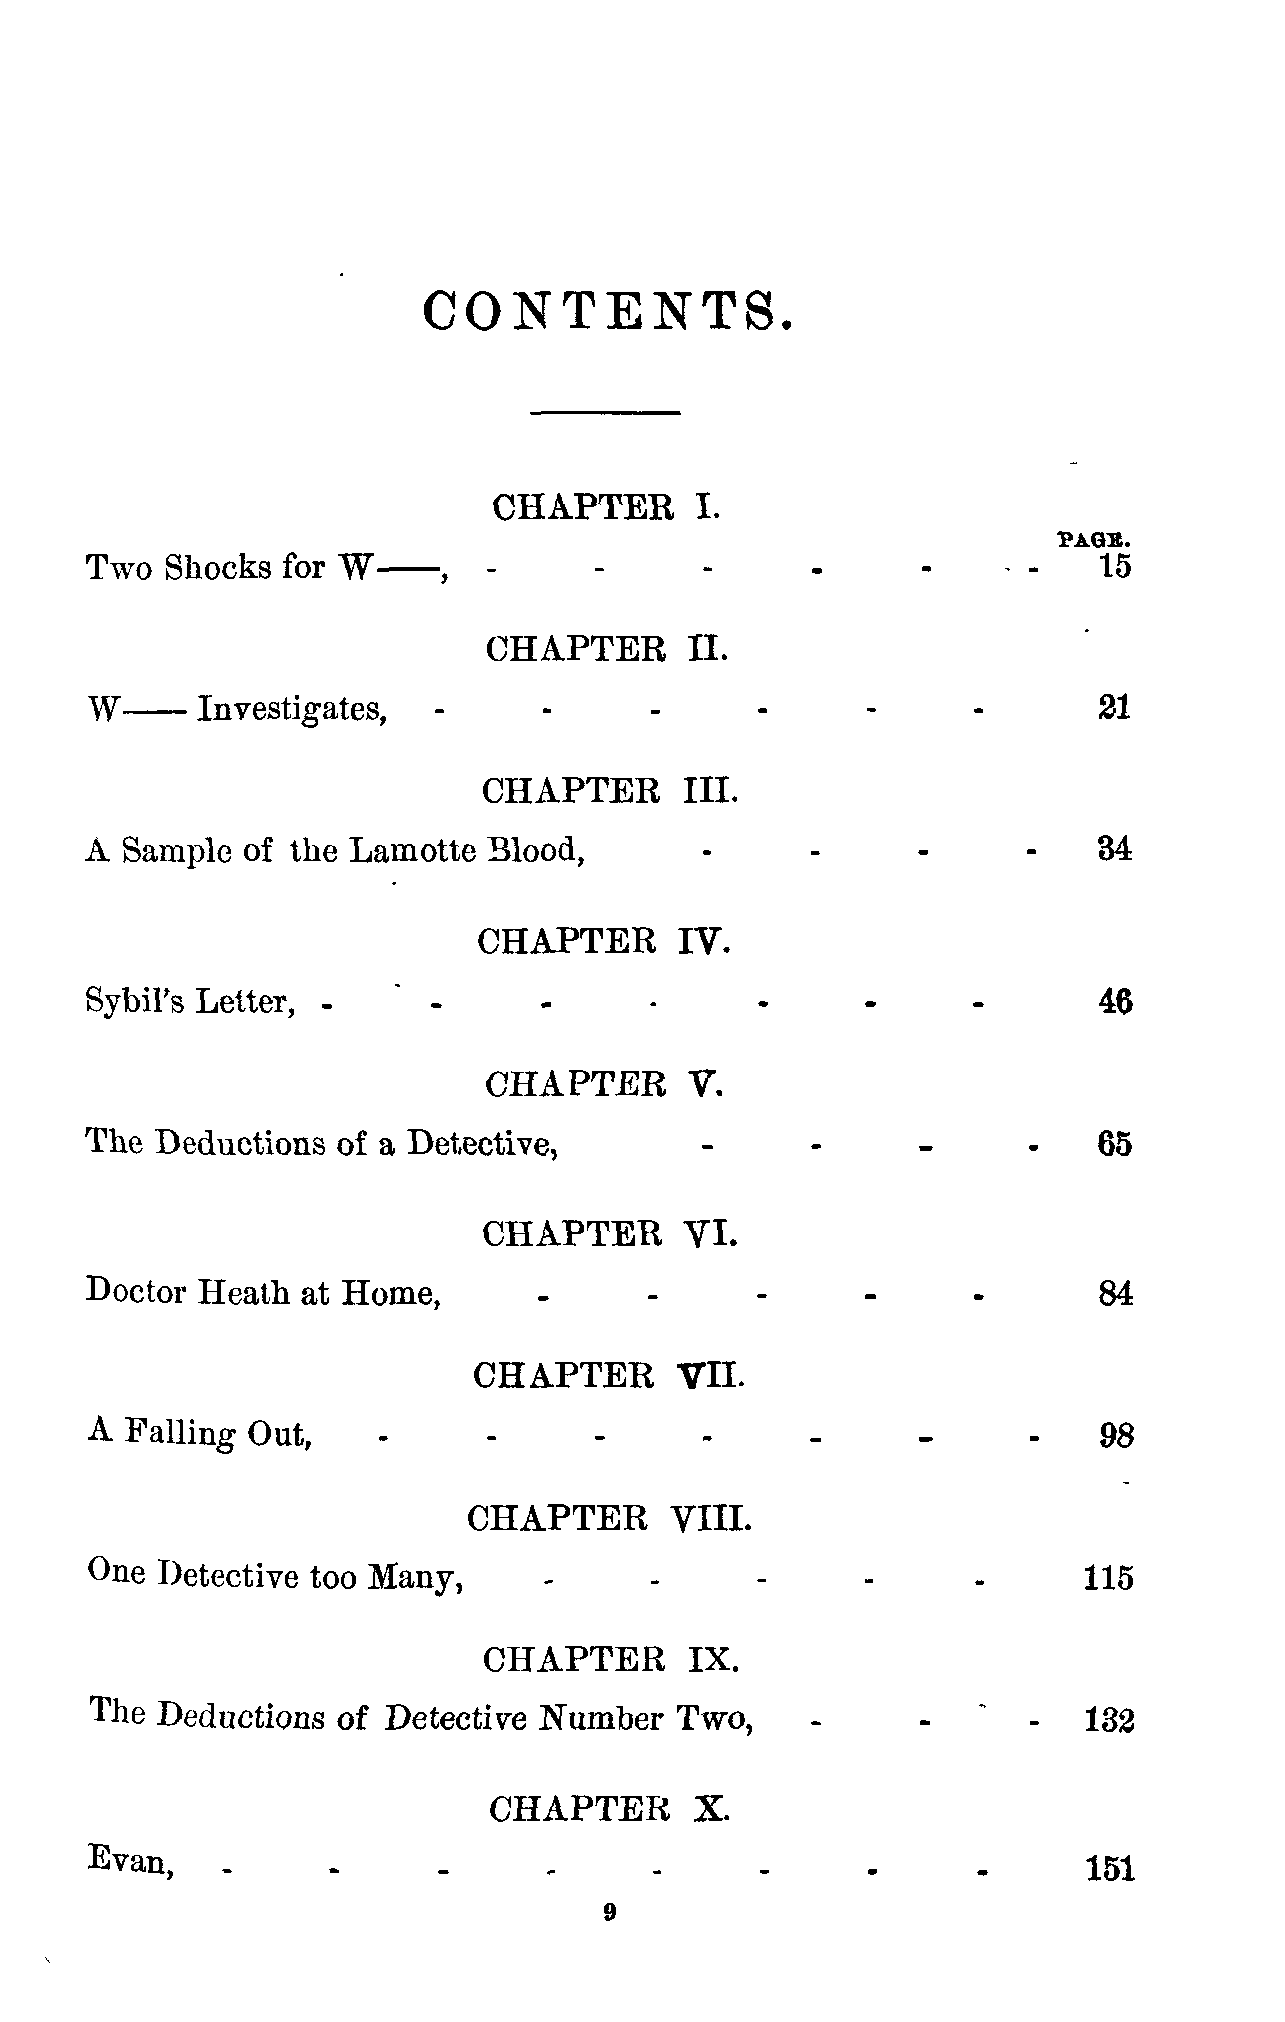 CONTENTS.
CHAPTER I.
PAGE.
Two Shocks for W——, - - - - - - 15
CHAPTER II.
W—— Investigates, - - - - - - 21
CHAPTER III.
A Sample of the Lamotte Blood, - - - - 34
CHAPTER IV.
Sybil's Letter, - - - - - - - 46
CHAPTER V.
The Deductions of a Detective, - - - - 65
CHAPTER VI.
Doctor Heath at Home, - - - - - 84
CHAPTER VII.
A Falling Out, - - - - - - - 98
CHAPTER VIII.
One Detective too Many, - - - - - 115
CHAPTER IX.
The Deductions of Detective Number Two, - - - 132
CHAPTER X.
Evan, - - - - - - - - 151
9